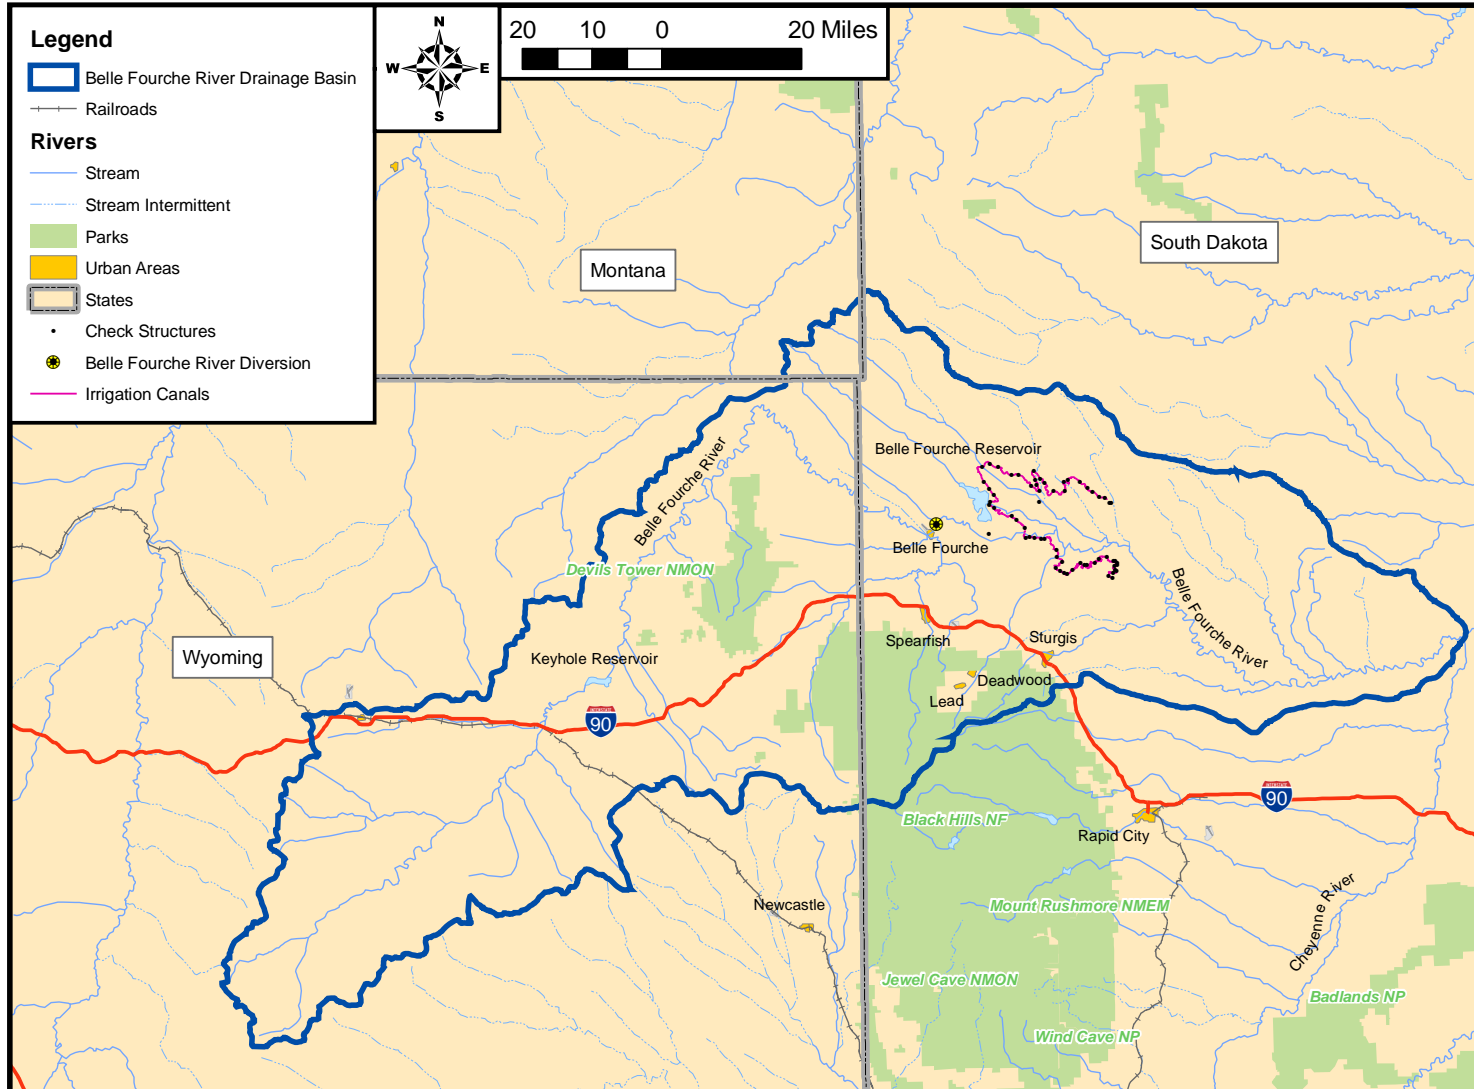 Legend
Belle Fourche River Drainage Basin
Railroads
Rivers
Stream
Stream Intermittent
Parks
Urban Areas
States
Check Structures
Belle Fourche River Diversion
Irrigation Canals
N
W E
S
20 10 0 20 Miles
South Dakota
Montana
Belle Fourche River
Belle Fourche Reservoir
Belle Fourche
Devils Tower NMON
Belle Fourche River
Wyoming
Keyhole Reservoir
Spearfish
Sturgis
Deadwood
Lead
INTERSTATE
90
INTERSTATE
90
Black Hills NF
Rapid City
Newcastle
Mount Rushmore NMEM
Cheyenne River
Jewel Cave NMON
Badlands NP
Wind Cave NP